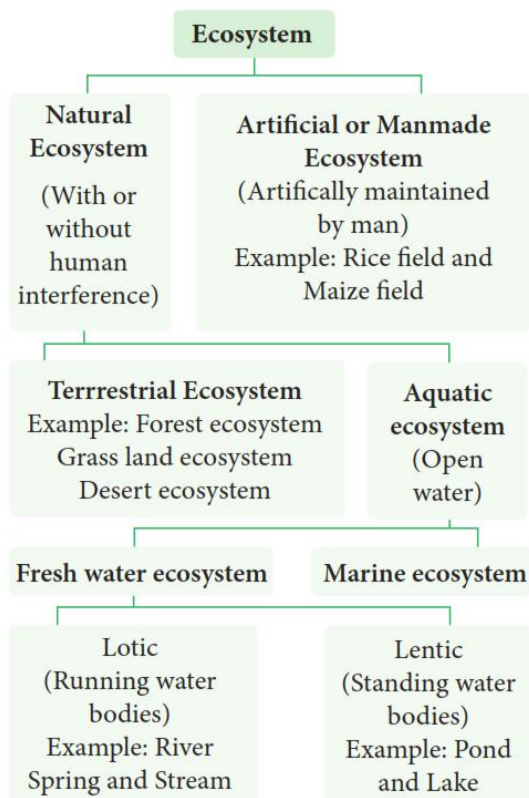 Ecosystem
Natural
Ecosystem
(With or
without
human
interference)
Artificial or Manmade
Ecosystem
(Artifically maintained
by man)
Example: Rice field and
Maize field
Terrrestrial Ecosystem
Example: Forest ecosystem
Grass land ecosystem
Desert ecosystem
Aquatic
ecosystem
(Open
water)
Fresh water ecosystem
Marine ecosystem
Lotic
(Running water
bodies)
Example: River
Spring and Stream
Lentic
(Standing water
bodies)
Example: Pond
and Lake